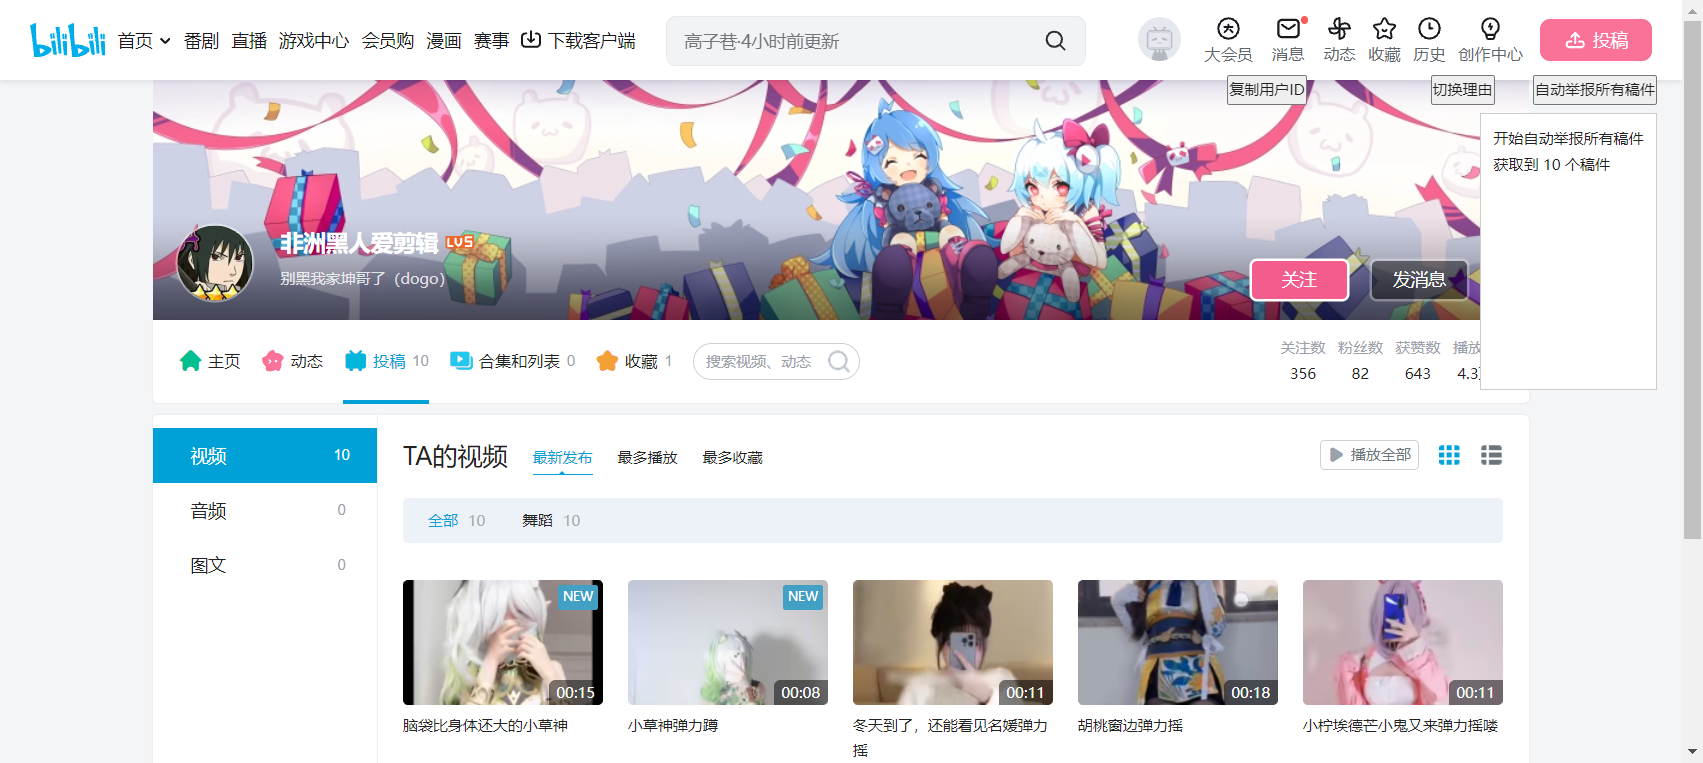 bilibili 首页 番剧 直播 游戏中心 会员购 漫画 赛事 下载客户端 高子巷·4小时前更新 大会员 消息 动态 收藏 历史 创作中心 投稿
复制用户ID 切换理由 自动举报所有稿件
开始自动举报所有稿件
获取到 10 个稿件
非洲黑人爱剪辑 LV5
别黑我家坤哥了（dogo）
关注 发消息
主页 动态 投稿 10 合集和列表 0 收藏 1 搜索视频、动态
关注数 粉丝数 获赞数 播放
356 82 643 4.3
视频 10
音频 0
图文 0
TA的视频 最新发布 最多播放 最多收藏 播放全部
全部 10 舞蹈 10
NEW 00:15
脑袋比身体还大的小草神
NEW 00:08
小草神弹力蹲
00:11
冬天到了，还能看见名媛弹力
摇
00:18
胡桃窗边弹力摇
00:11
小柠埃德芒小鬼又来弹力摇喽